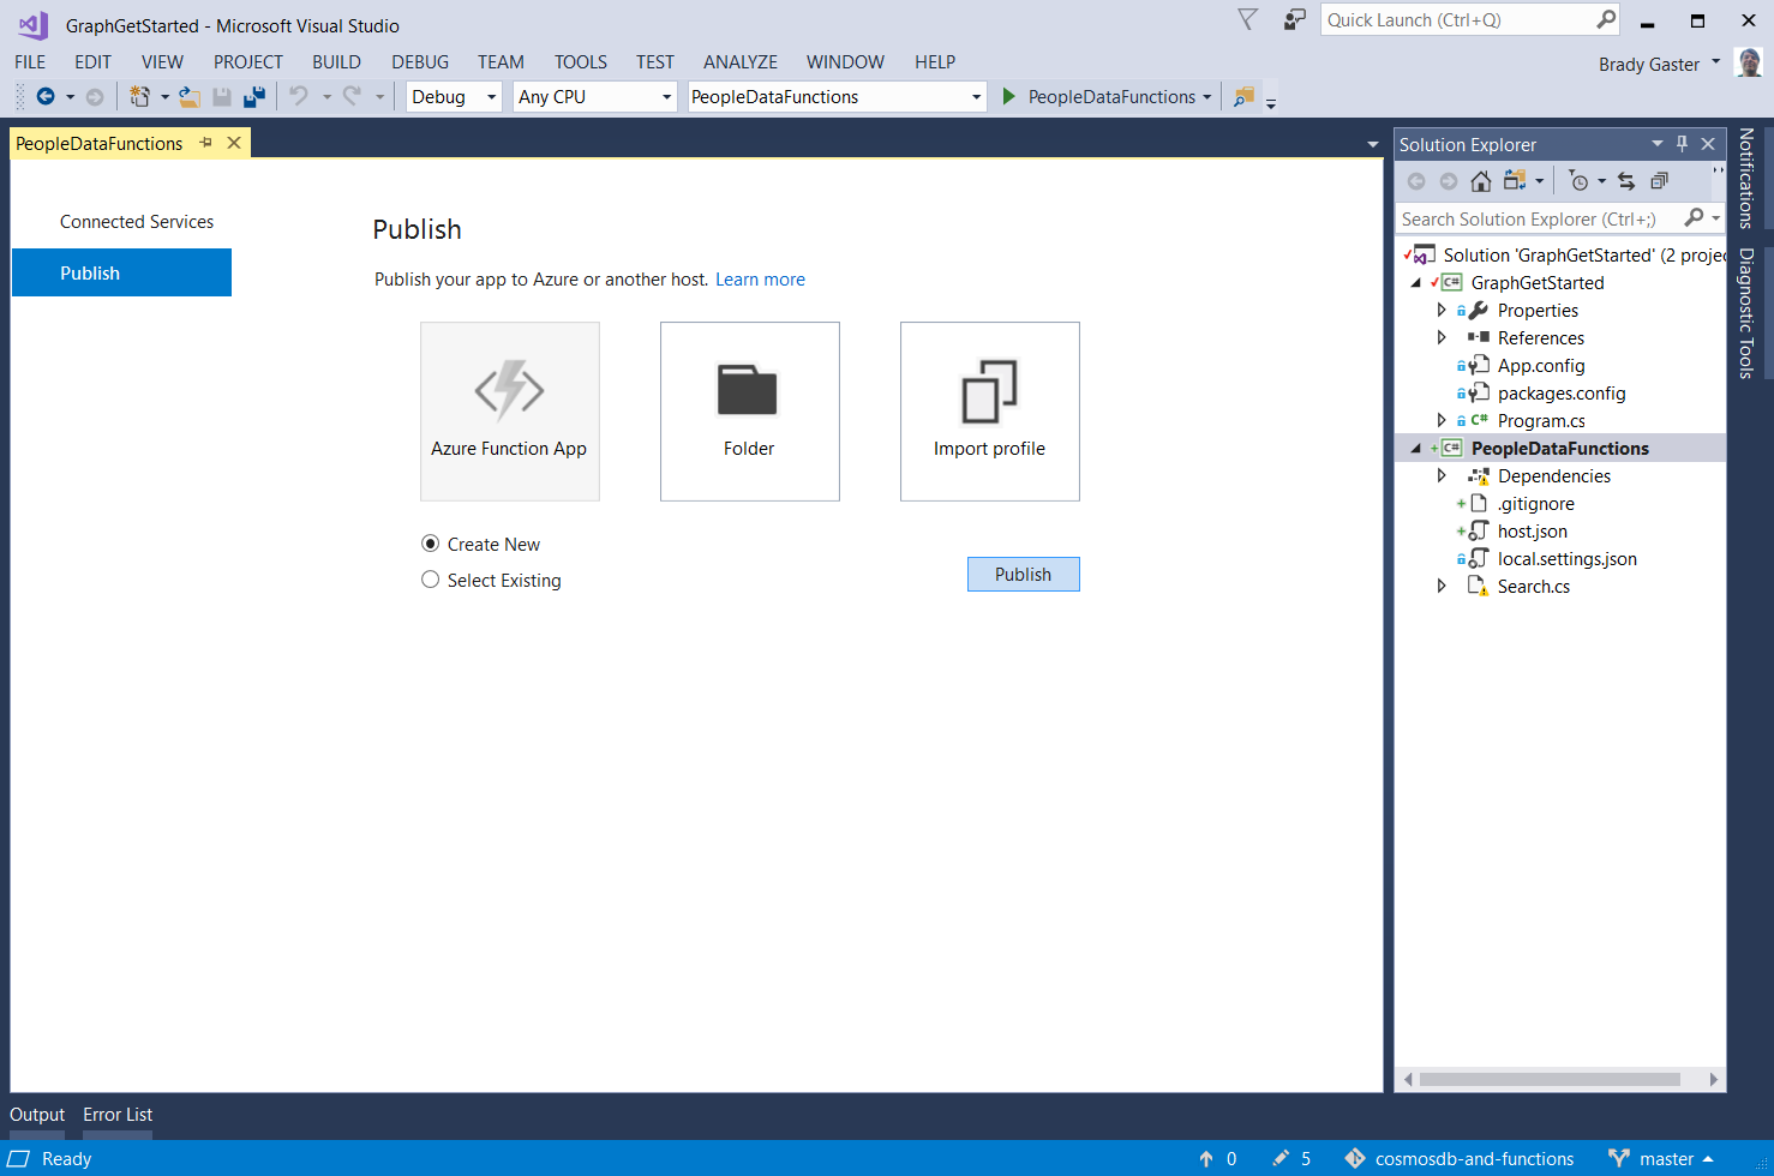 GraphGetStarted - Microsoft Visual Studio
Quick Launch (Ctrl+Q)
FILE EDIT VIEW PROJECT BUILD DEBUG TEAM TOOLS TEST ANALYZE WINDOW HELP
Brady Gaster
Debug
Any CPU
PeopleDataFunctions
PeopleDataFunctions
PeopleDataFunctions
Connected Services
Publish
Publish
Publish your app to Azure or another host. Learn more
Azure Function App
Folder
Import profile
Create New
Select Existing
Publish
Solution Explorer
Search Solution Explorer (Ctrl+;)
Solution 'GraphGetStarted' (2 projec
C# GraphGetStarted
Properties
References
App.config
packages.config
C# Program.cs
C# PeopleDataFunctions
Dependencies
.gitignore
host.json
local.settings.json
Search.cs
Notifications
Diagnostic Tools
Output Error List
Ready
0
5
cosmosdb-and-functions
master